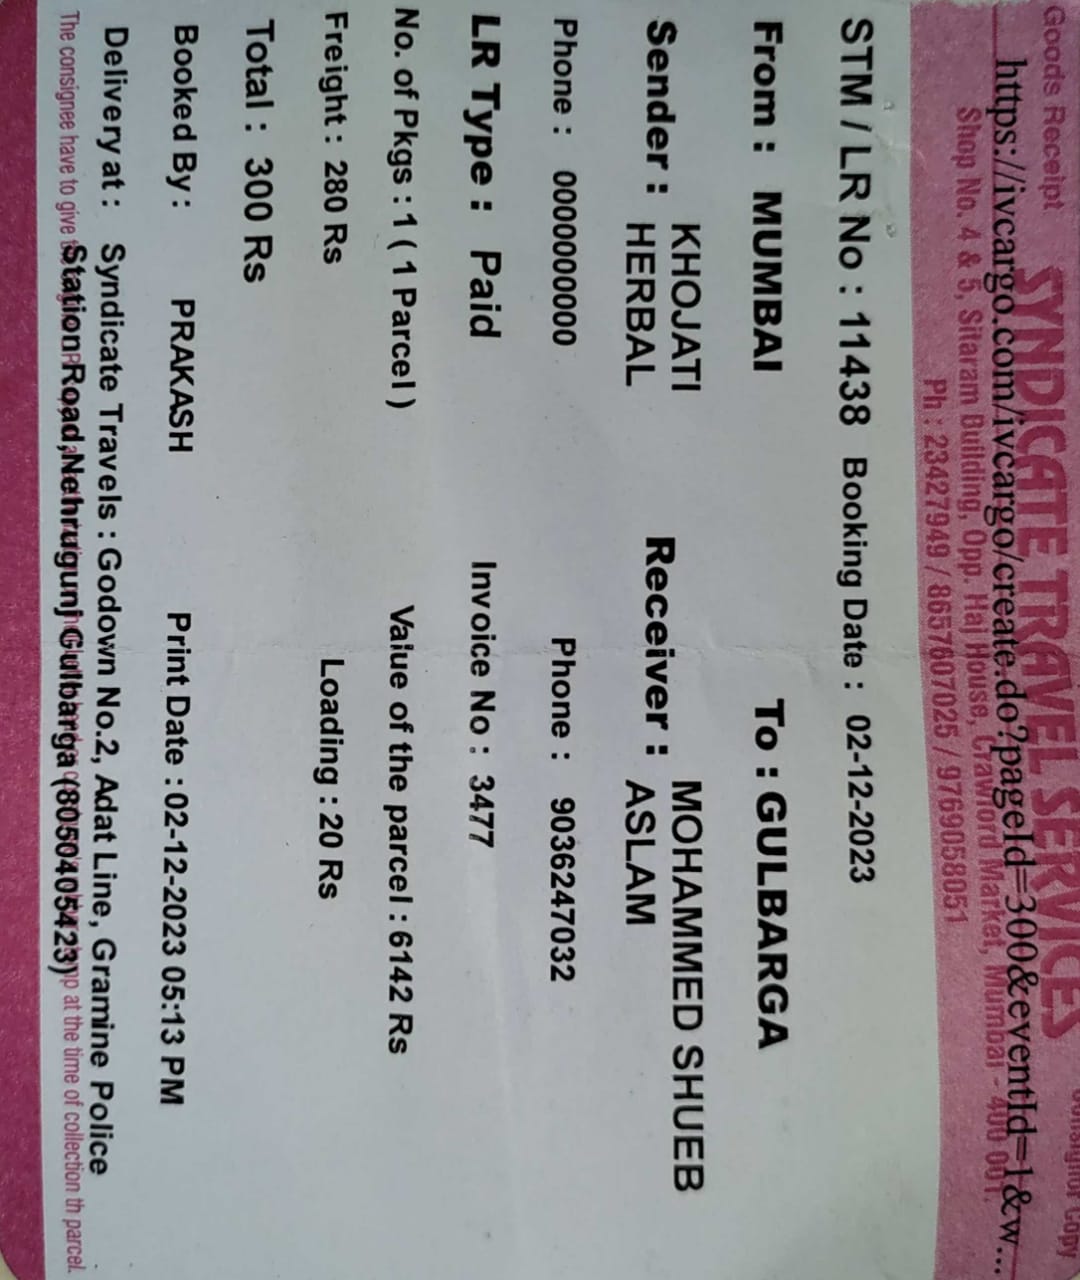 Goods Receipt
Consignor Copy
SYNDICATE TRAVEL SERVICES
https://ivcargo.com/ivcargo/create.do?pageId=300&eventId=1&w...
Shop No. 4 & 5, Sitaram Building, Opp. Haj House, Crawford Market, Mumbai - 400 001.
Ph : 23427949 / 8657807025 / 9769058051
STM / LR No : 11438 Booking Date : 02-12-2023
From : MUMBAI To : GULBARGA
Sender : KHOJATI HERBAL Receiver : MOHAMMED SHUEB ASLAM
Phone : 0000000000 Phone : 9036247032
LR Type : Paid Invoice No : 3477
No. of Pkgs : 1 ( 1 Parcel ) Value of the parcel : 6142 Rs
Freight : 280 Rs Loading : 20 Rs
Total : 300 Rs
Booked By : PRAKASH Print Date : 02-12-2023 05:13 PM
Delivery at : Syndicate Travels : Godown No.2, Adat Line, Gramine Police
Station Road,Nehrugunj Gulbarga (8050405423)
The consignee have to give at the time of collection th parcel.